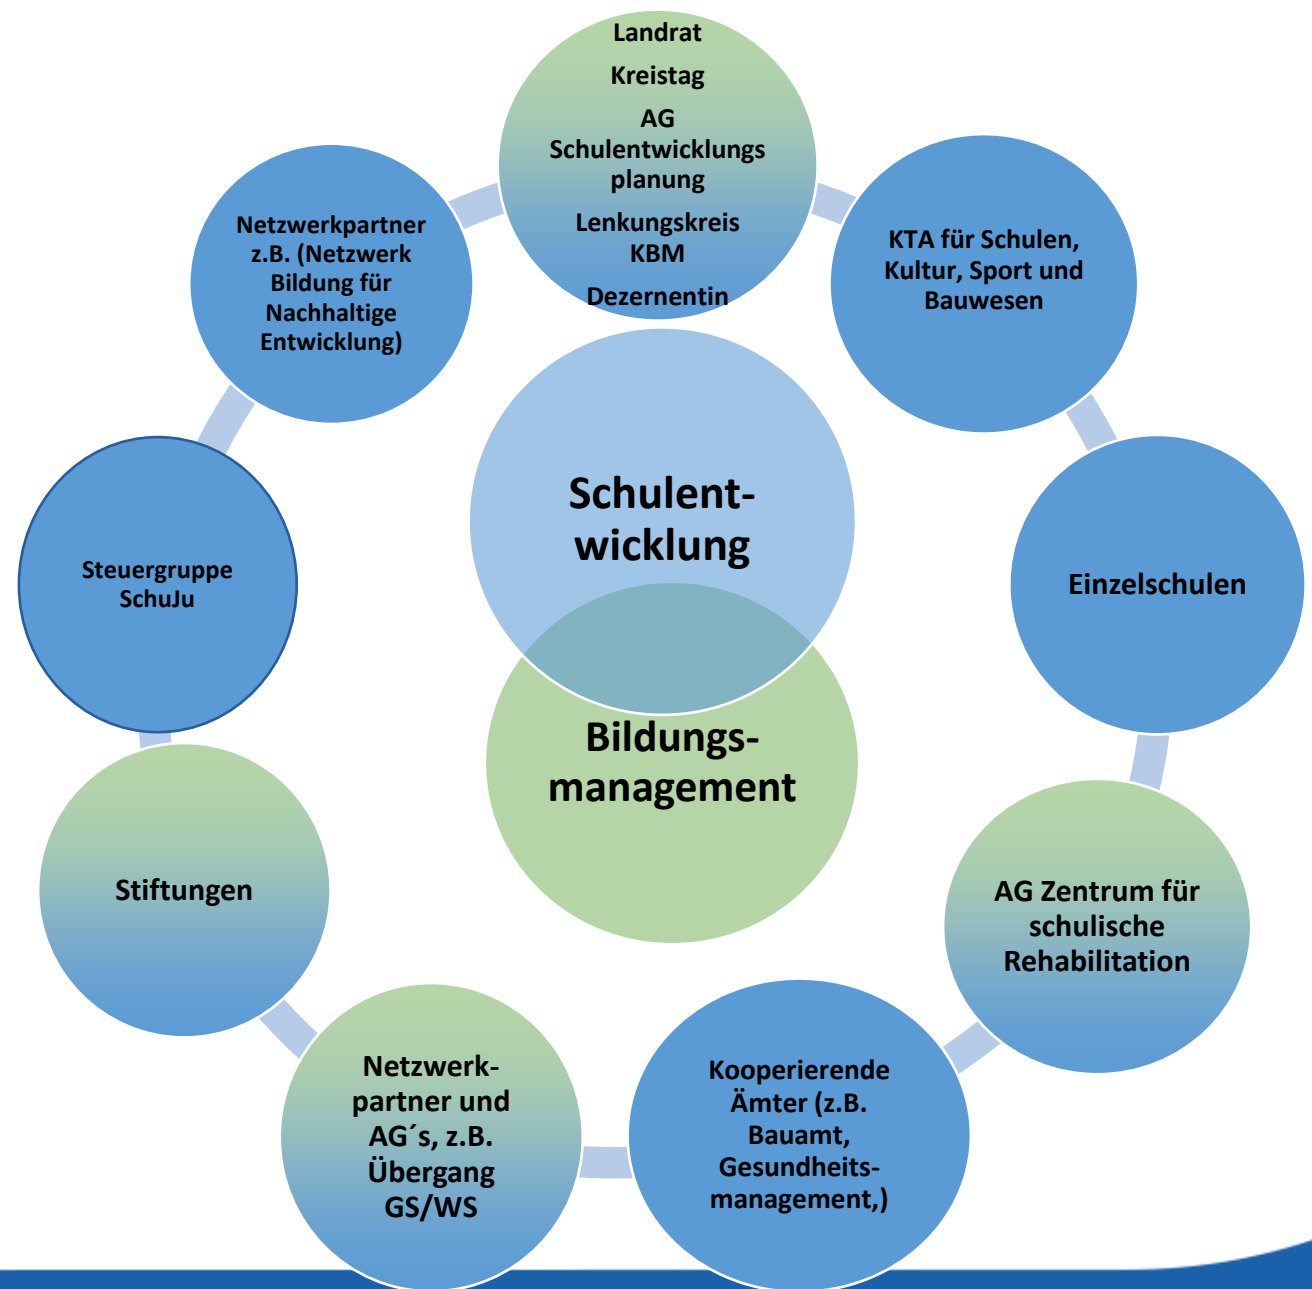 Landrat
Kreistag
AG
Schulentwicklungs
planung
Lenkungskreis
KBM
Dezernentin
KTA für Schulen,
Kultur, Sport und
Bauwesen
Einzelschulen
AG Zentrum für
schulische
Rehabilitation
Kooperierende
Ämter (z.B.
Bauamt,
Gesundheits-
management,)
Netzwerk-
partner und
AG´s, z.B.
Übergang
GS/WS
Stiftungen
Steuergruppe
SchuJu
Netzwerkpartner
z.B. (Netzwerk
Bildung für
Nachhaltige
Entwicklung)
Schulent-
wicklung
Bildungs-
management